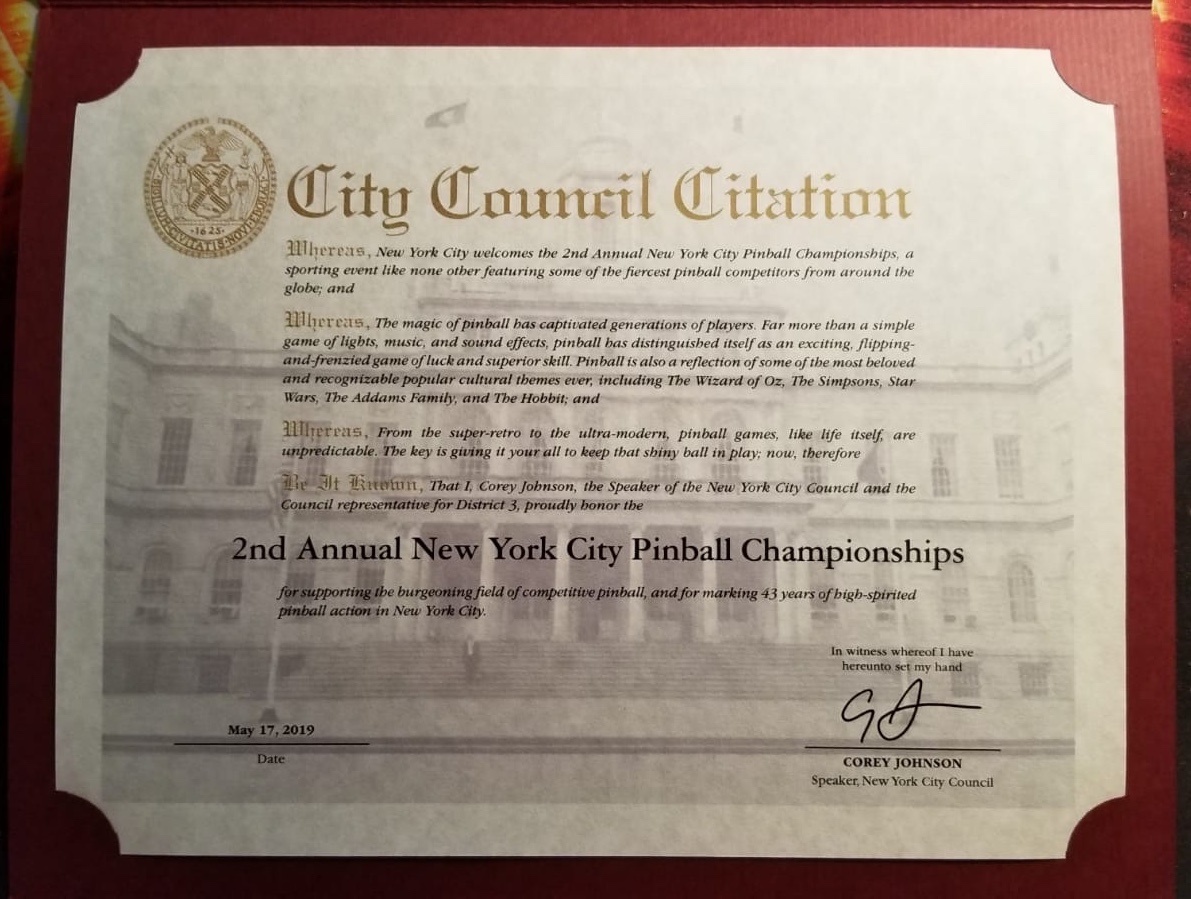 City Council Citation
SIGILLVM·CIVITATIS·NOVI·EBORACI
·1625·
Whereas, New York City welcomes the 2nd Annual New York City Pinball Championships, a
sporting event like none other featuring some of the fiercest pinball competitors from around the
globe; and
Whereas, The magic of pinball has captivated generations of players. Far more than a simple
game of lights, music, and sound effects, pinball has distinguished itself as an exciting, flipping-
and-frenzied game of luck and superior skill. Pinball is also a reflection of some of the most beloved
and recognizable popular cultural themes ever, including The Wizard of Oz, The Simpsons, Star
Wars, The Addams Family, and The Hobbit; and
Whereas, From the super-retro to the ultra-modern, pinball games, like life itself, are
unpredictable. The key is giving it your all to keep that shiny ball in play; now, therefore
Be It Known, That I, Corey Johnson, the Speaker of the New York City Council and the
Council representative for District 3, proudly honor the
2nd Annual New York City Pinball Championships
for supporting the burgeoning field of competitive pinball, and for marking 43 years of high-spirited
pinball action in New York City.
In witness whereof I have
hereunto set my hand
May 17, 2019
Date
COREY JOHNSON
Speaker, New York City Council